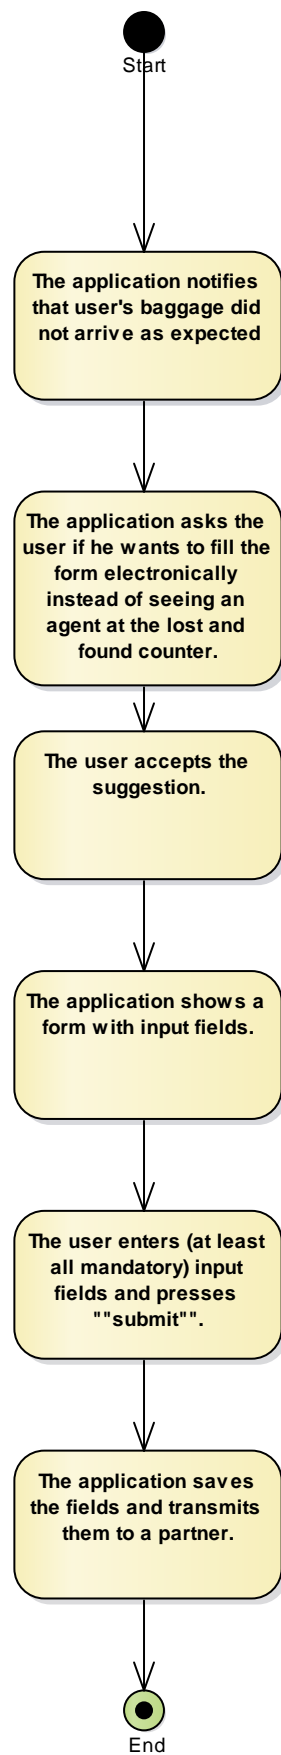 Start
The application notifies
that user's baggage did
not arrive as expected
The application asks the
user if he wants to fill the
form electronically
instead of seeing an
agent at the lost and
found counter.
The user accepts the
suggestion.
The application shows a
form with input fields.
The user enters (at least
all mandatory) input
fields and presses
""submit"".
The application saves
the fields and transmits
them to a partner.
End